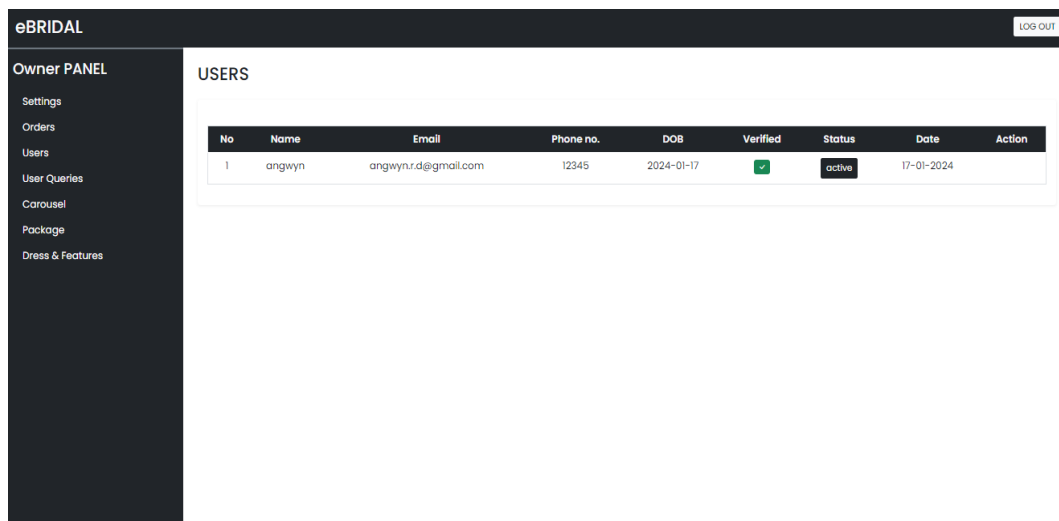 eBRIDAL
LOG OUT
Owner PANEL
Settings
Orders
Users
User Queries
Carousel
Package
Dress & Features
USERS
No Name Email Phone no. DOB Verified Status Date Action
1 angwyn angwyn.r.d@gmail.com 12345 2024-01-17 active 17-01-2024